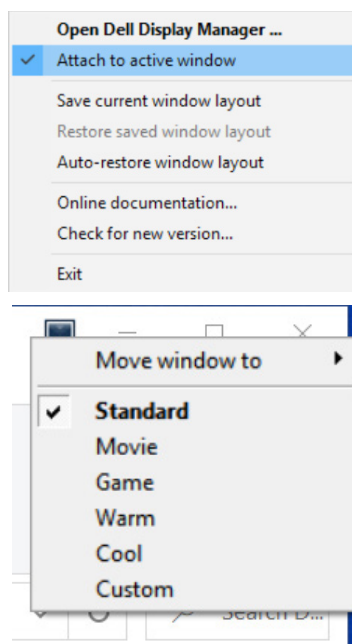 Open Dell Display Manager ...
Attach to active window
Save current window layout
Restore saved window layout
Auto-restore window layout
Online documentation...
Check for new version...
Exit
Move window to
Standard
Movie
Game
Warm
Cool
Custom
Search D...